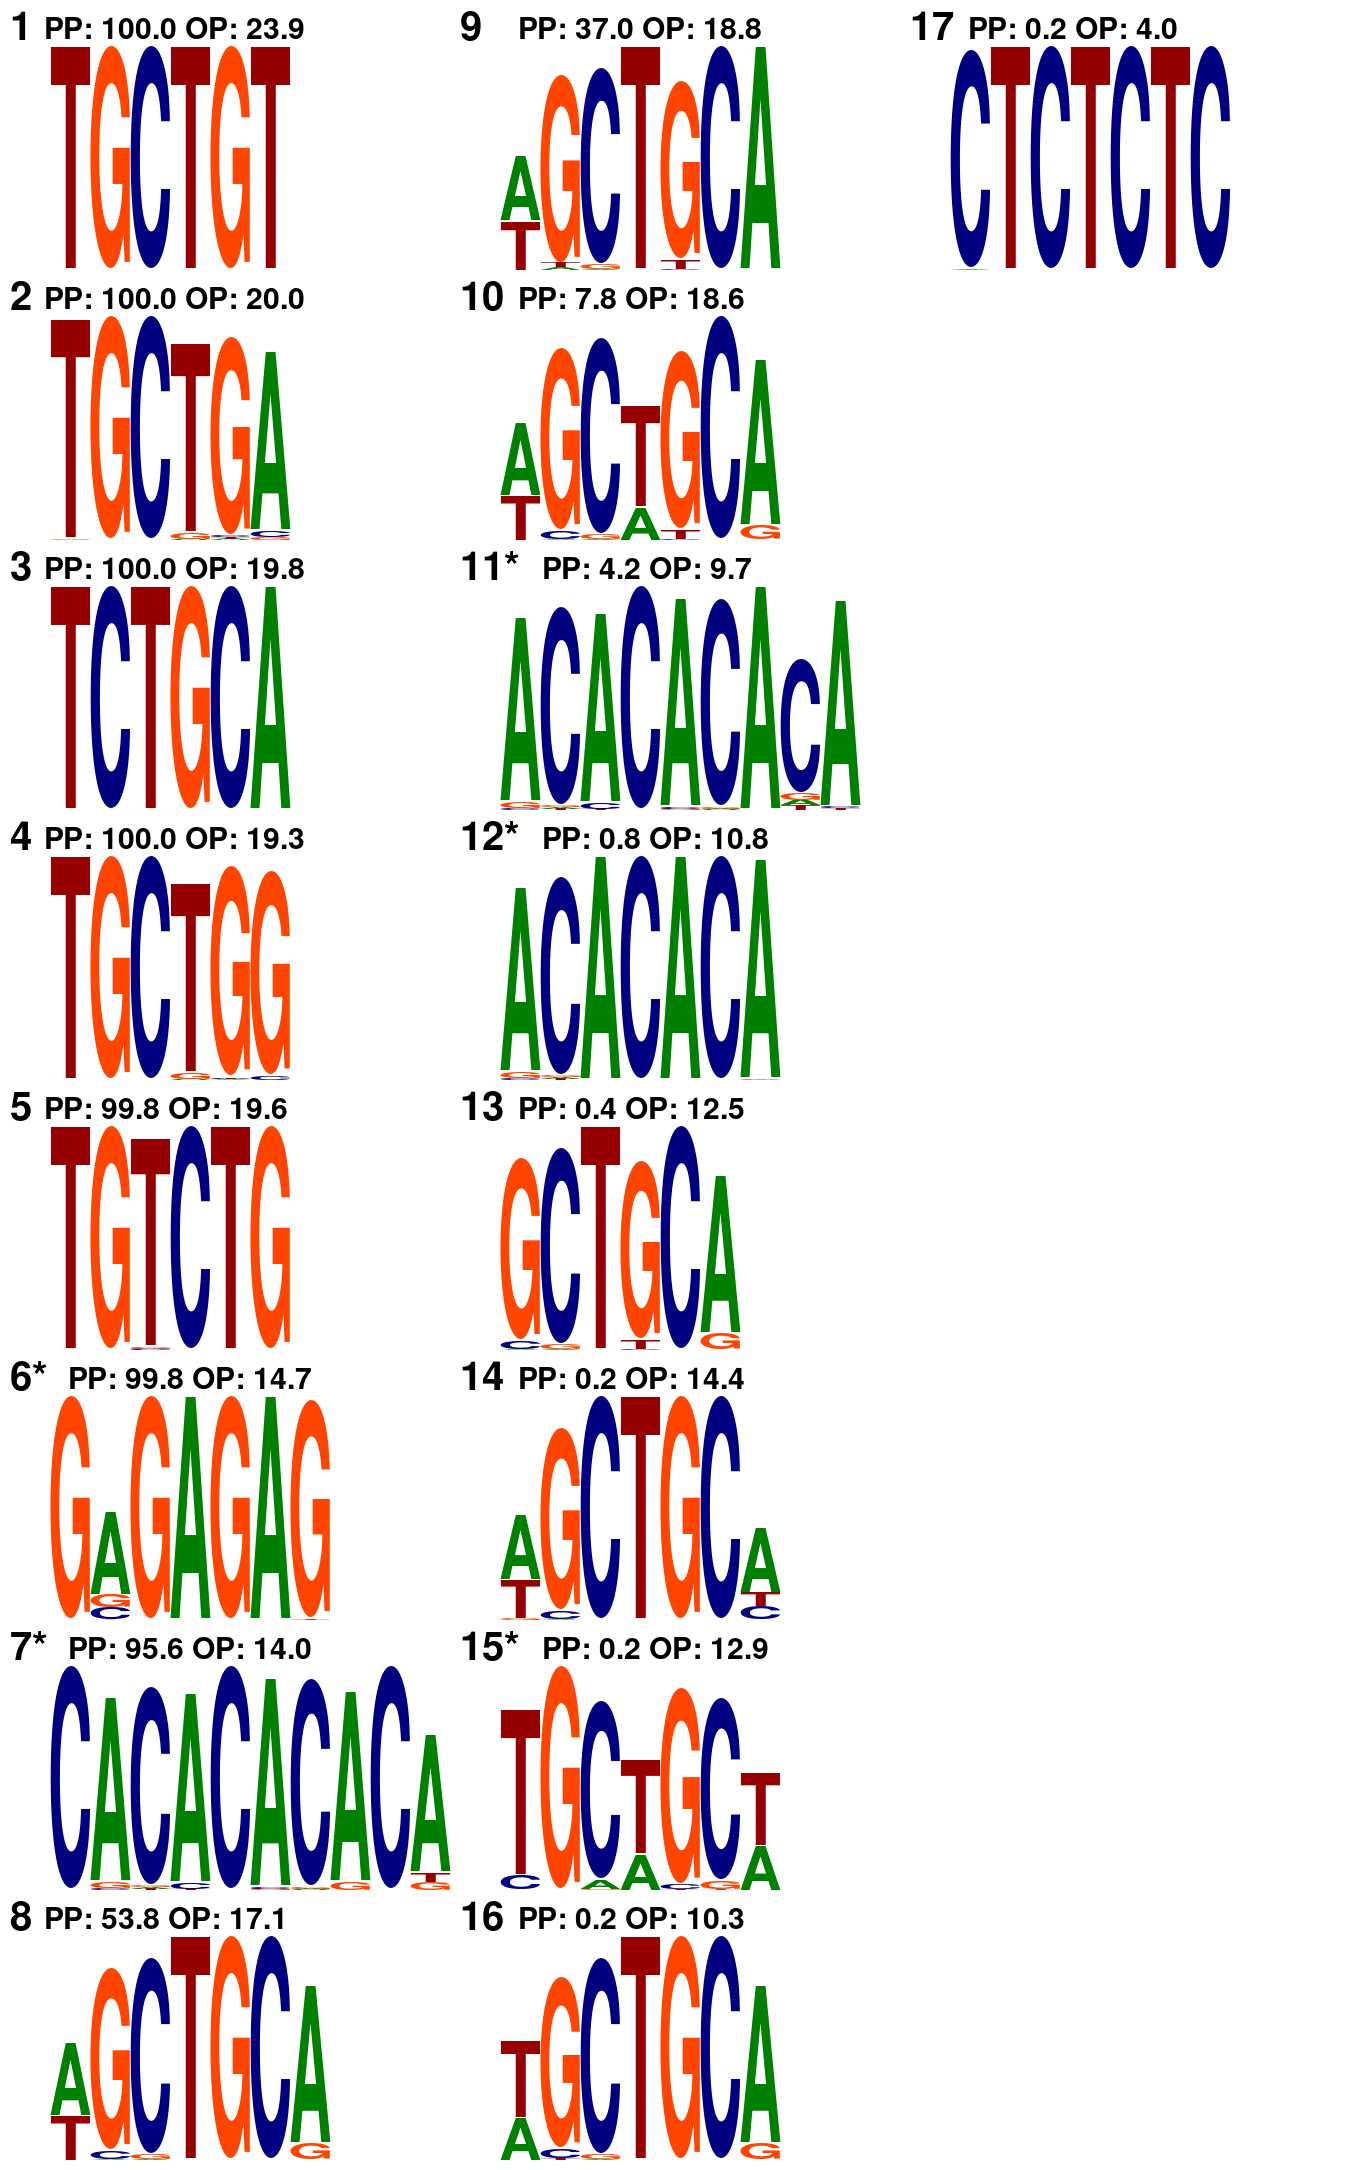 1 PP: 100.0 OP: 23.9
TGCTGT
2 PP: 100.0 OP: 20.0
TGCTGA
3 PP: 100.0 OP: 19.8
TCTGCA
4 PP: 100.0 OP: 19.3
TGCTGG
5 PP: 99.8 OP: 19.6
TGTCTG
6* PP: 99.8 OP: 14.7
GAGAGAG
7* PP: 95.6 OP: 14.0
CACACACACA
8 PP: 53.8 OP: 17.1
AGCTGCA
9 PP: 37.0 OP: 18.8
AGCTGCA
10 PP: 7.8 OP: 18.6
AGCTGCA
11* PP: 4.2 OP: 9.7
ACACACACA
12* PP: 0.8 OP: 10.8
ACACACA
13 PP: 0.4 OP: 12.5
GCTGCA
14 PP: 0.2 OP: 14.4
AGCTGCA
15* PP: 0.2 OP: 12.9
TGCTGCT
16 PP: 0.2 OP: 10.3
TGCTGCA
17 PP: 0.2 OP: 4.0
CTCTCTC